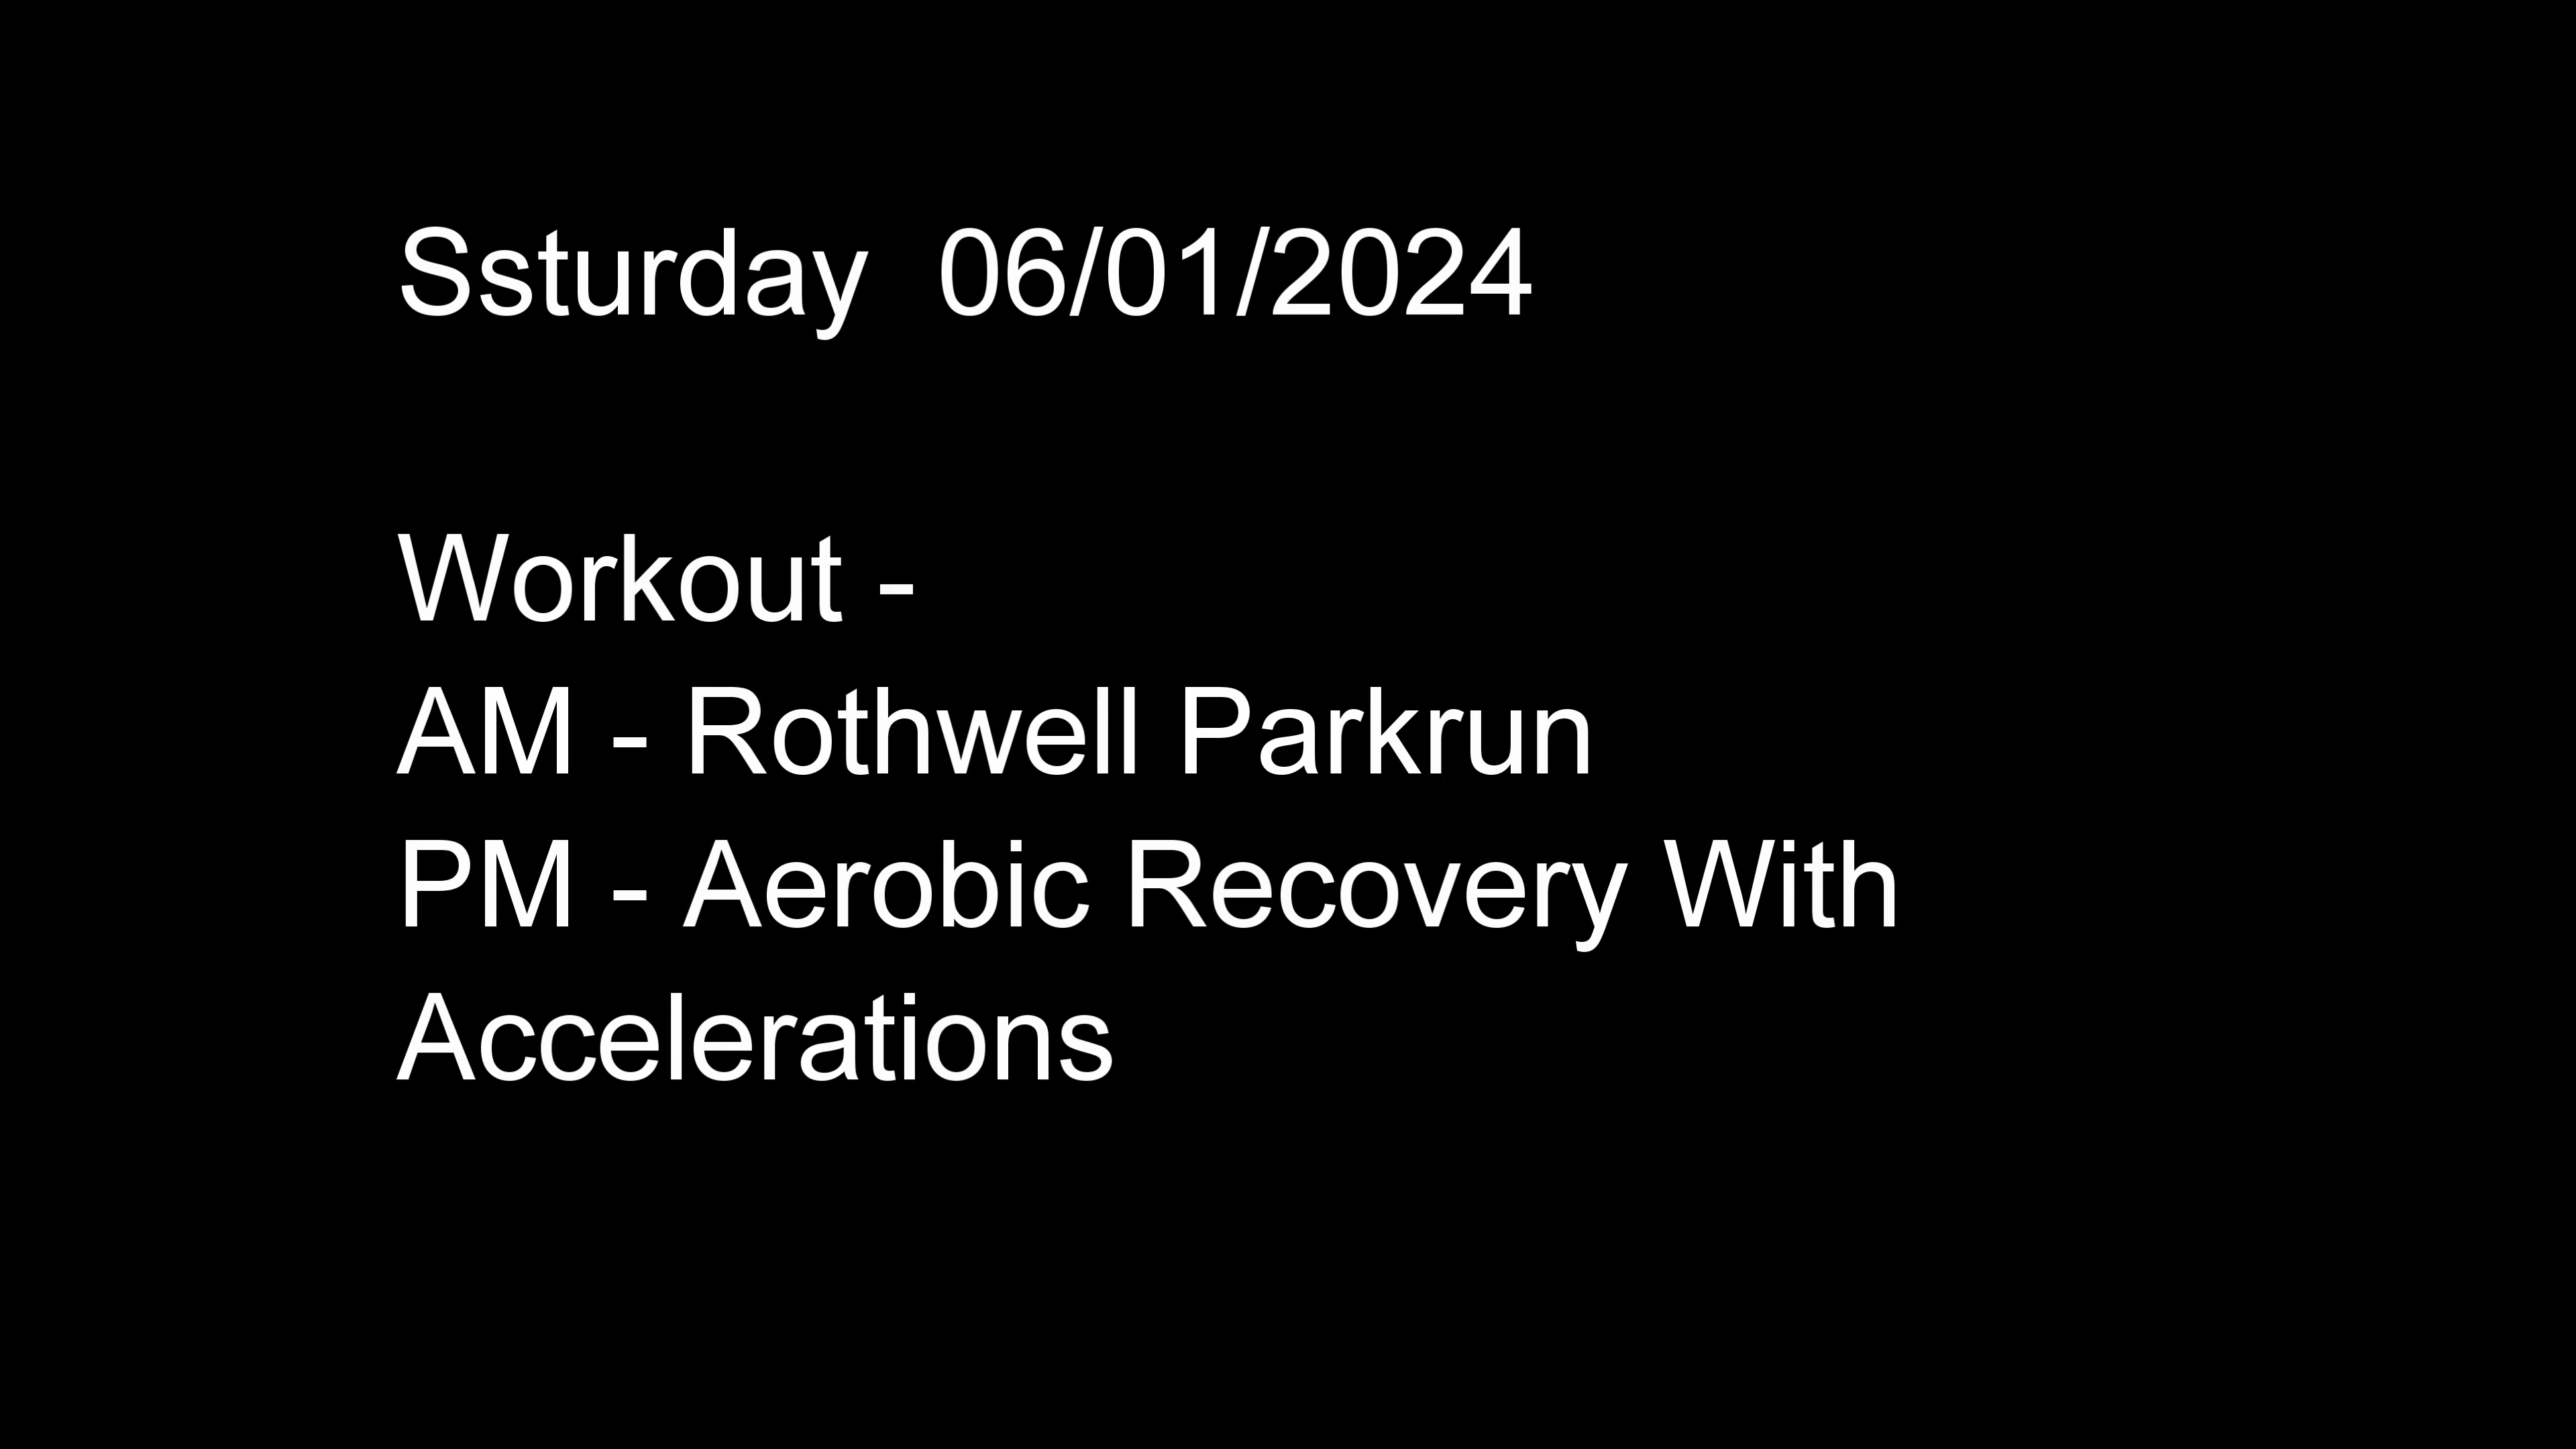 Ssturday  06/01/2024
Workout -
AM - Rothwell Parkrun
PM - Aerobic Recovery With
Accelerations